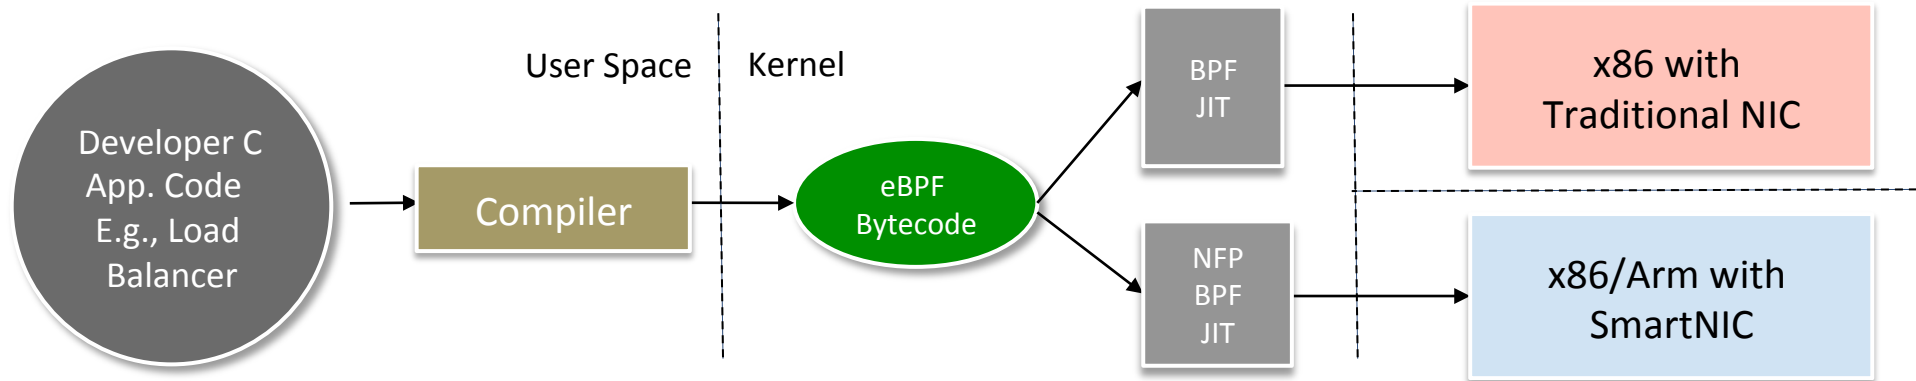 Developer C
App. Code
E.g., Load
Balancer
Compiler
User Space
Kernel
eBPF
Bytecode
BPF
JIT
NFP
BPF
JIT
x86 with
Traditional NIC
x86/Arm with
SmartNIC